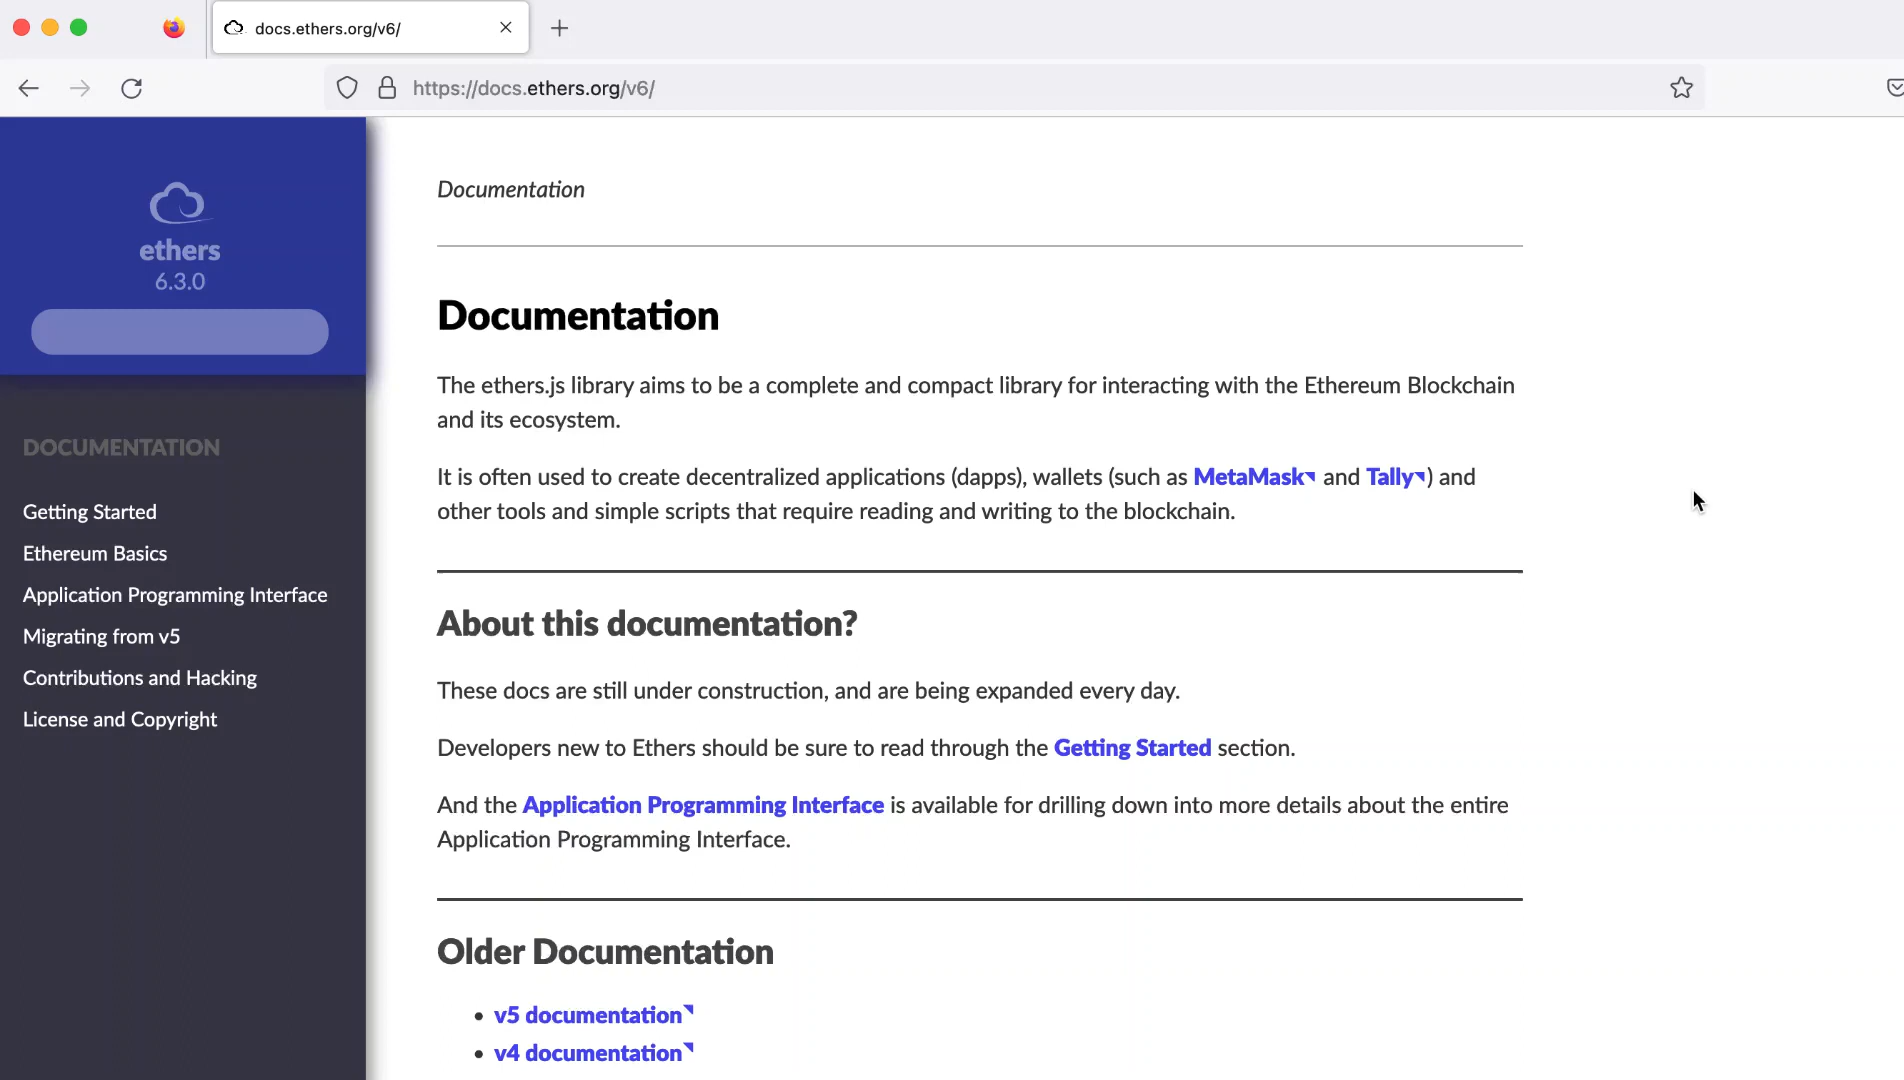 docs.ethers.org/v6/
https://docs.ethers.org/v6/
ethers
6.3.0
DOCUMENTATION
Getting Started
Ethereum Basics
Application Programming Interface
Migrating from v5
Contributions and Hacking
License and Copyright
Documentation
Documentation
The ethers.js library aims to be a complete and compact library for interacting with the Ethereum Blockchain
and its ecosystem.
It is often used to create decentralized applications (dapps), wallets (such as MetaMask and Tally) and
other tools and simple scripts that require reading and writing to the blockchain.
About this documentation?
These docs are still under construction, and are being expanded every day.
Developers new to Ethers should be sure to read through the Getting Started section.
And the Application Programming Interface is available for drilling down into more details about the entire
Application Programming Interface.
Older Documentation
• v5 documentation
• v4 documentation